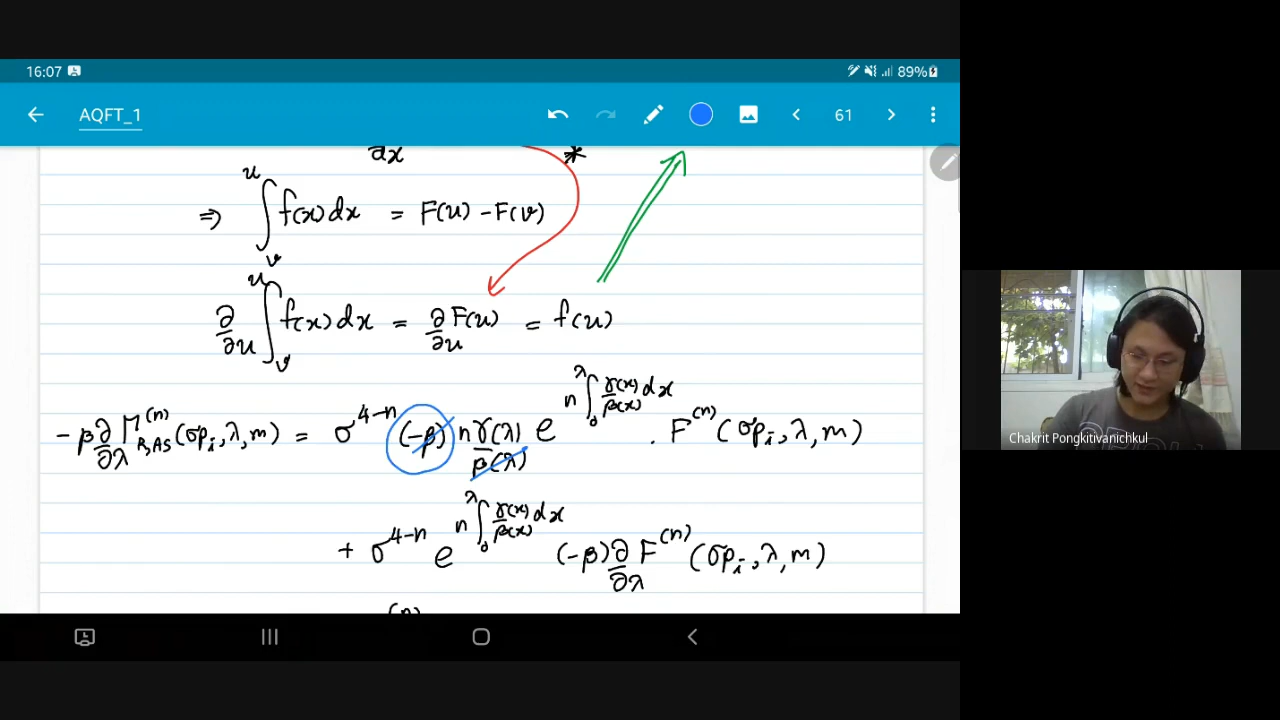 16:07 89%
AQFT_1 61
dx *
⇒ ∫_v^u f(x)dx = F(u) - F(v)
∂/∂u ∫_v^u f(x)dx = ∂F(u)/∂u = f(u)
-β ∂/∂λ Γ^(n)_{R,AS}(σp_i, λ, m) = σ^{4-n} (-β) n γ(λ)/β(λ) e^{n∫_0^λ γ(x)/β(x) dx} . F^(n)(σp_i, λ, m)
+ σ^{4-n} e^{n∫_0^λ γ(x)/β(x) dx} (-β) ∂/∂λ F^(n)(σp_i, λ, m)
(n)
Chakrit Pongkitivanichkul